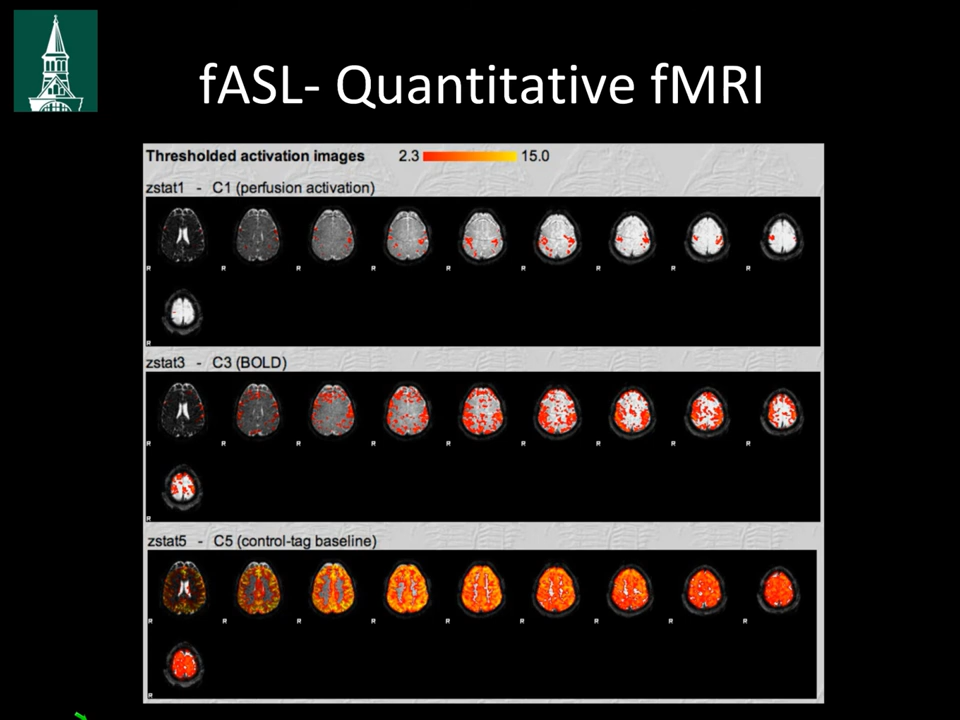 fASL- Quantitative fMRI
Thresholded activation images 2.3 15.0
zstat1 - C1 (perfusion activation)
R R R R R R R R R
R
zstat3 - C3 (BOLD)
R R R R R R R R R
R
zstat5 - C5 (control-tag baseline)
R R R R R R R R R
R